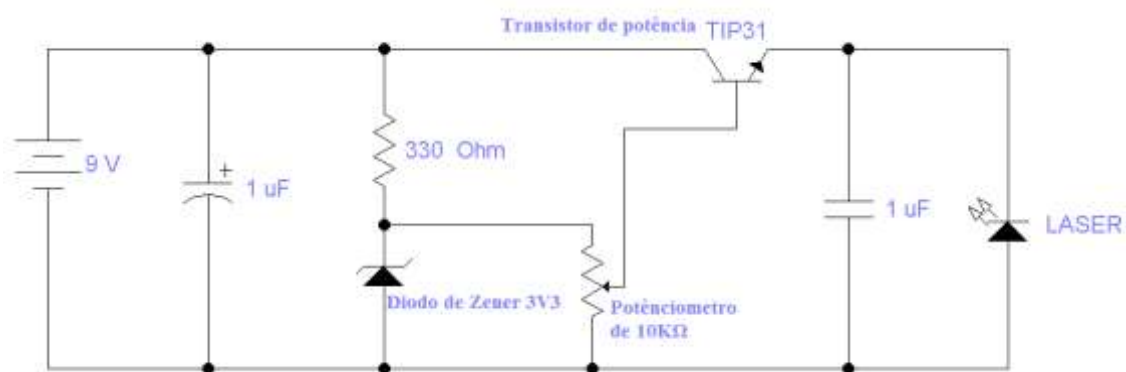 Transistor de potência
TIP31
9 V
+
1 uF
330 Ohm
1 uF
LASER
Diodo de Zener 3V3
Potênciometro
de 10KΩ